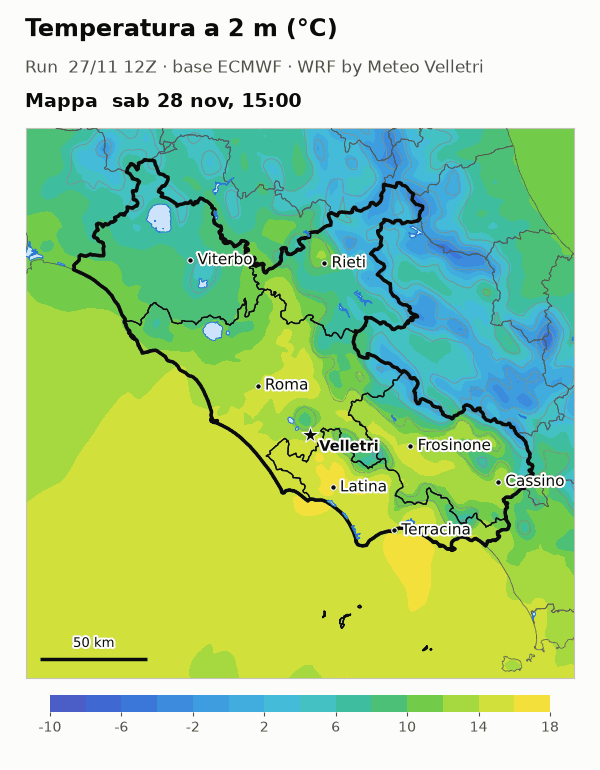 Temperatura a 2 m (°C)
Run 27/11 12Z · base ECMWF · WRF by Meteo Velletri
Mappa sab 28 nov, 15:00
Viterbo
Rieti
Roma
Velletri
Frosinone
Cassino
Latina
Terracina
50 km
-10 -6 -2 2 6 10 14 18